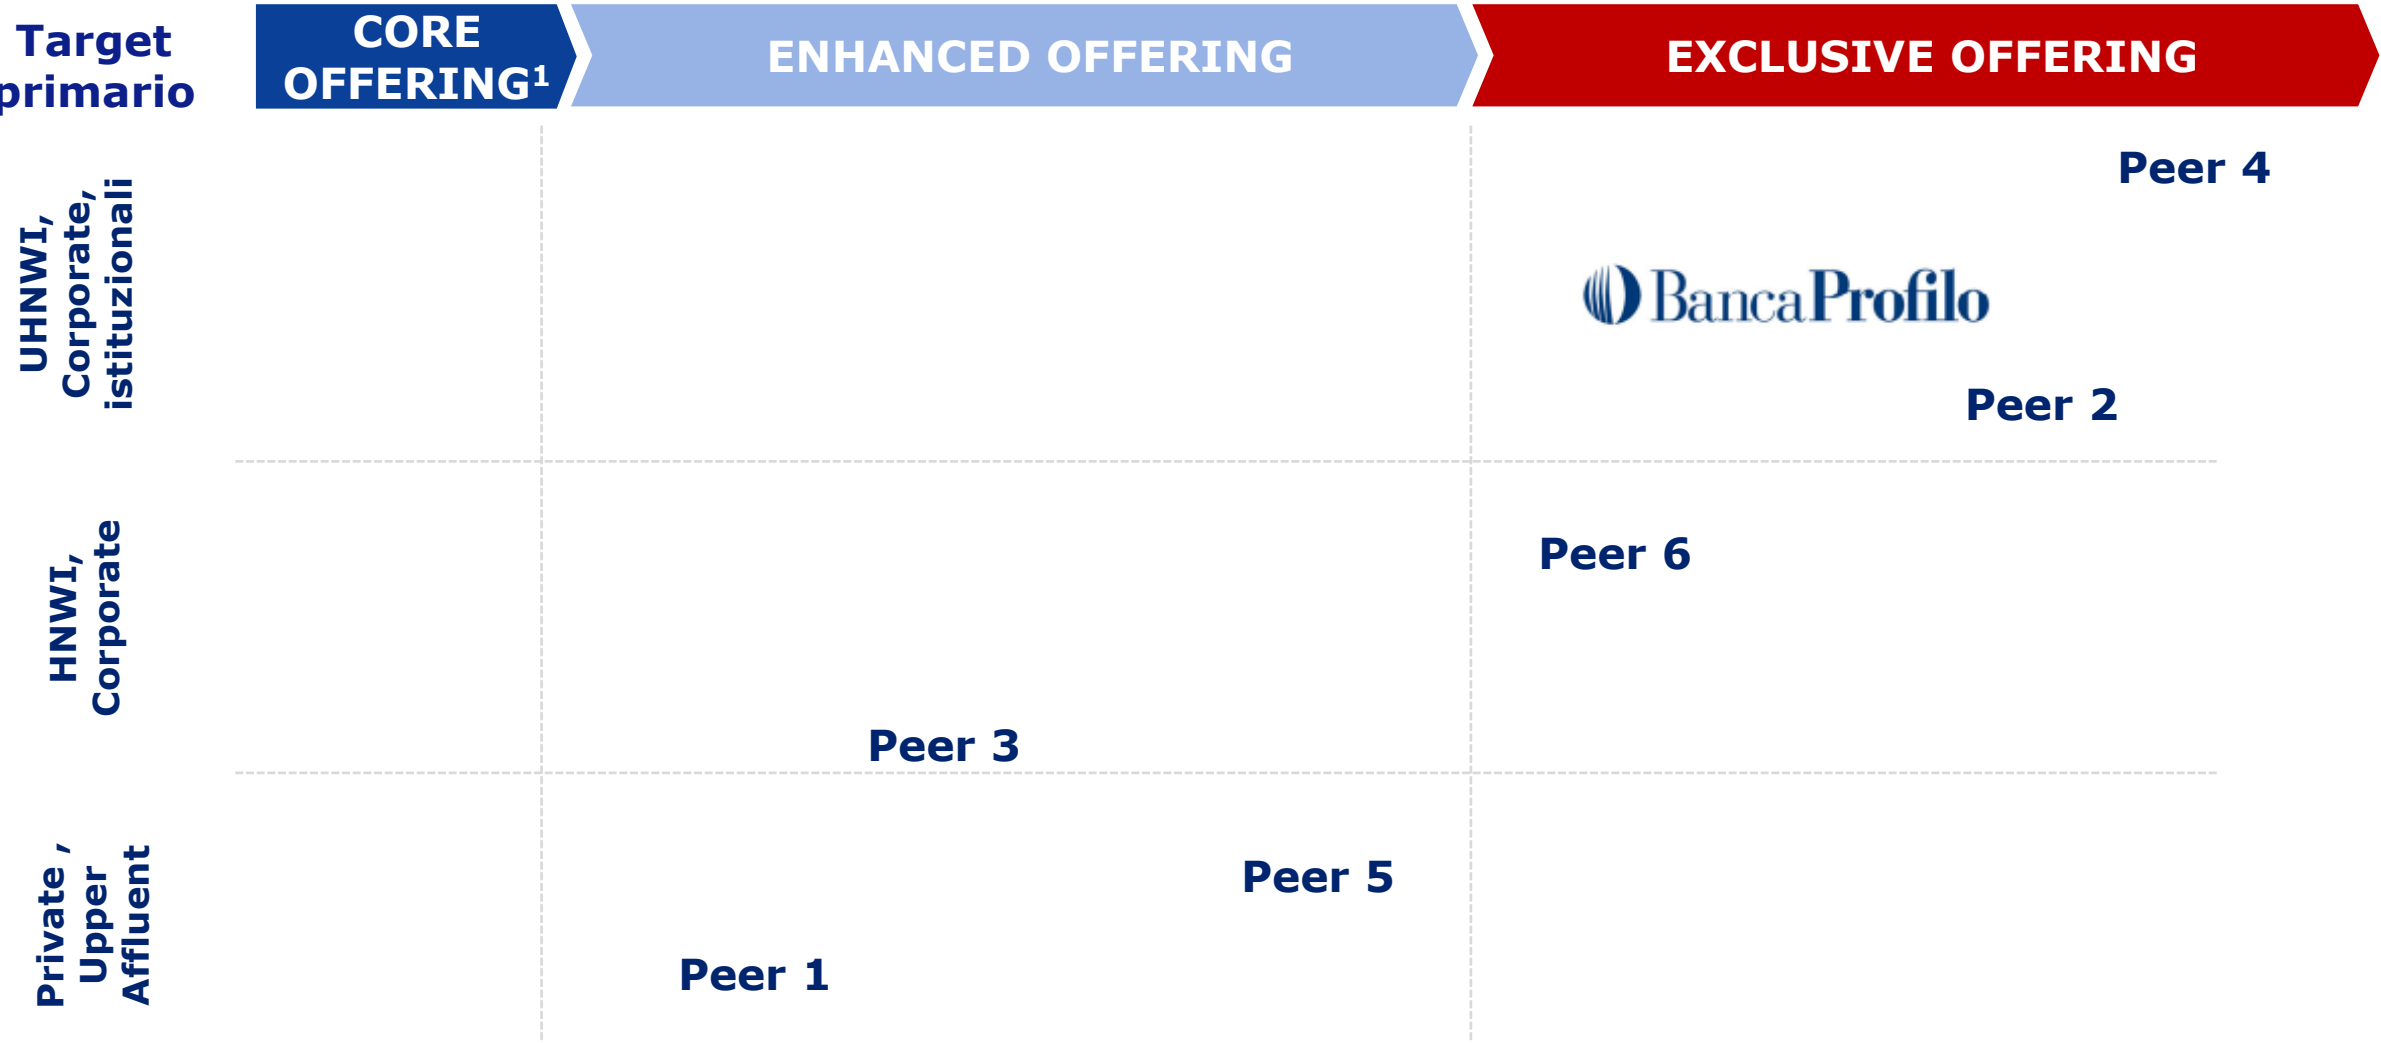 Target
primario
CORE
OFFERING¹
ENHANCED OFFERING
EXCLUSIVE OFFERING
UHNWI,
Corporate,
istituzionali
Peer 4
BancaProfilo
Peer 2
HNWI,
Corporate
Peer 6
Peer 3
Private ,
Upper
Affluent
Peer 5
Peer 1